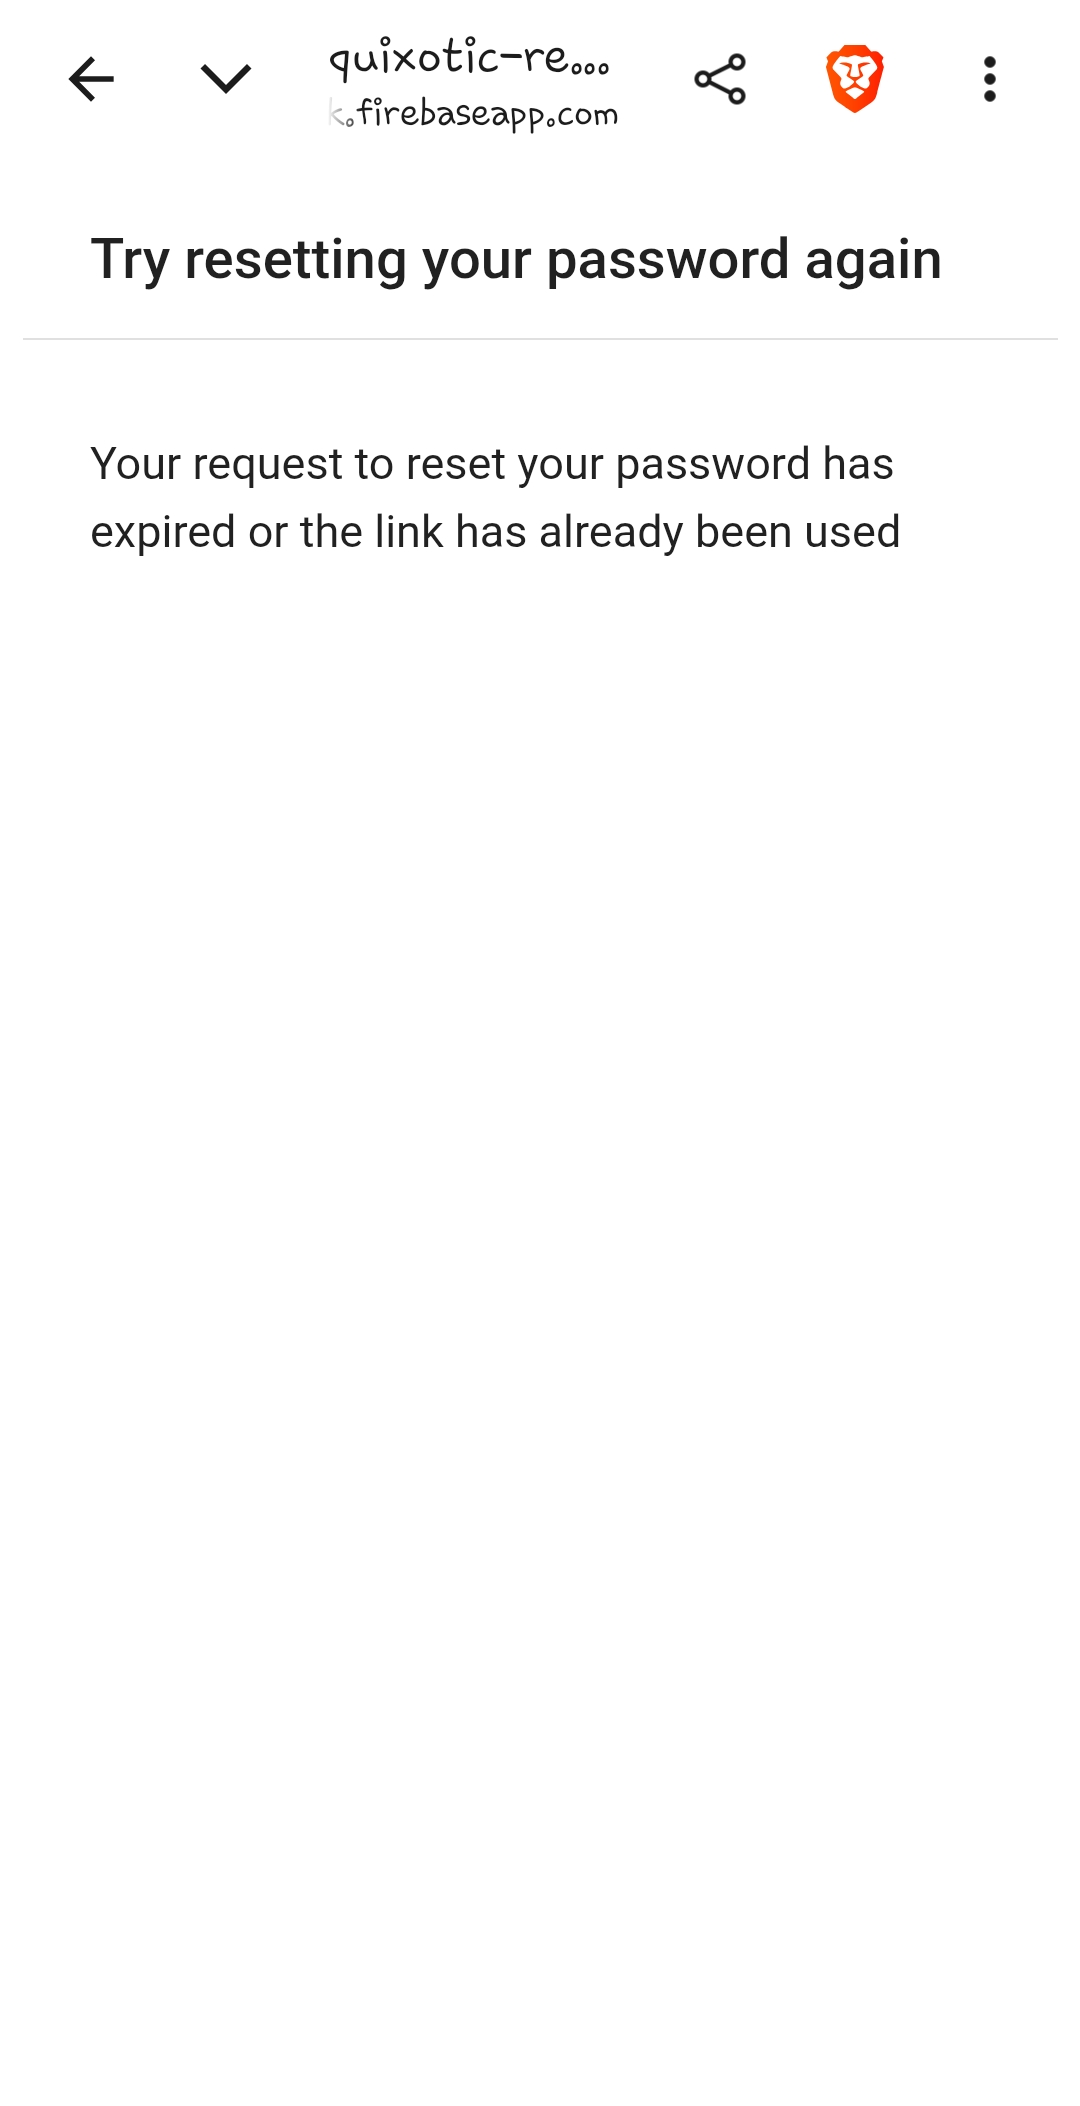 quixotic-re...
k.firebaseapp.com
Try resetting your password again
Your request to reset your password has
expired or the link has already been used